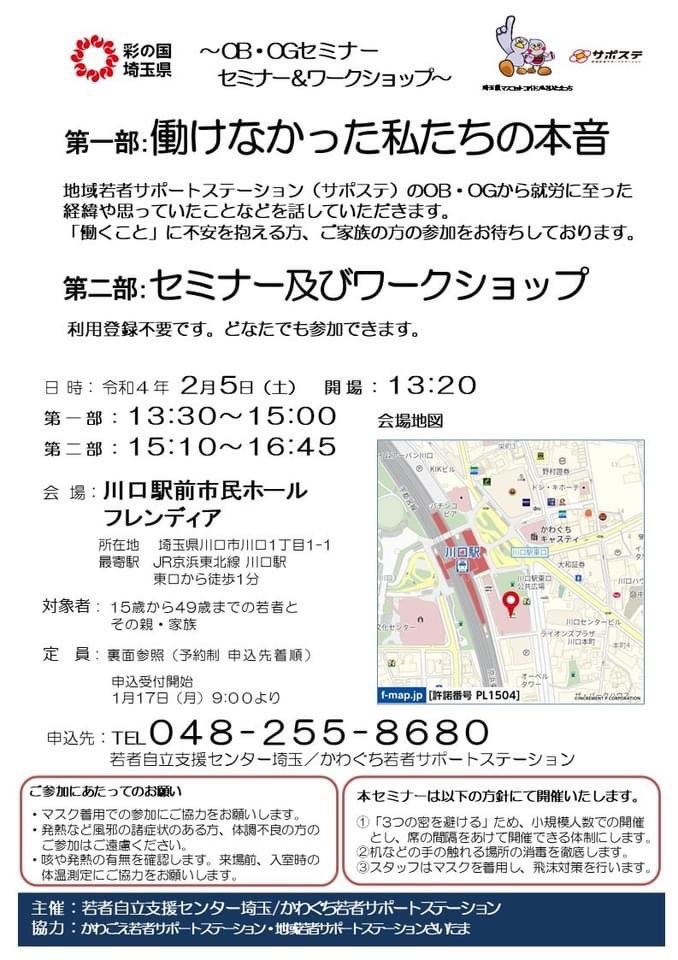 彩の国
埼玉県
～OB・OGセミナー
セミナー&ワークショップ～
埼玉県マスコット コバトン&さいたまっち
サポステ
第一部:働けなかった私たちの本音
地域若者サポートステーション（サポステ）のOB・OGから就労に至った
経緯や思っていたことなどを話していただきます。
「働くこと」に不安を抱える方、ご家族の方の参加をお待ちしております。
第二部:セミナー及びワークショップ
利用登録不要です。どなたでも参加できます。
日 時： 令和４年 2月5日（土） 開場：13:20
第一部：13:30～15:00
第二部：15:10～16:45
会場地図
会 場：川口駅前市民ホール
フレンディア
所在地 埼玉県川口市川口1丁目1-1
最寄駅 JR京浜東北線 川口駅
東口から徒歩1分
対象者： 15歳から49歳までの若者と
その親・家族
定 員：裏面参照（予約制 申込先着順）
申込受付開始
1月17日（月）9:00より
KIKビル
野村證券
ドン・キホーテ
パチンコ
ピア
かわぐち
キャスティ
川口駅
川口駅東口
大和証券
川口駅東口
公共広場
川口センタービル
ライオンズプラザ
川口本町
本町二
文化センター
オーベル
タワー
ザ・パークハウス
f-map.jp [許諾番号 PL1504]
©INCREMENT P CORPORATION
申込先：TEL048-255-8680
若者自立支援センター埼玉／かわぐち若者サポートステーション
ご参加にあたってのお願い
・マスク着用での参加にご協力をお願いします。
・発熱など風邪の諸症状のある方、体調不良の方の
ご参加はご遠慮ください。
・咳や発熱の有無を確認します。来場前、入室時の
体温測定にご協力をお願いします。
本セミナーは以下の方針にて開催いたします。
①「3つの密を避ける」ため、小規模人数での開催
とし、席の間隔をあけて開催できる体制にします。
②机などの手の触れる場所の消毒を徹底します。
③スタッフはマスクを着用し、飛沫対策を行います。
主催：若者自立支援センター埼玉/かわぐち若者サポートステーション
協力：かわごえ若者サポートステーション・地域若者サポートステーションさいたま